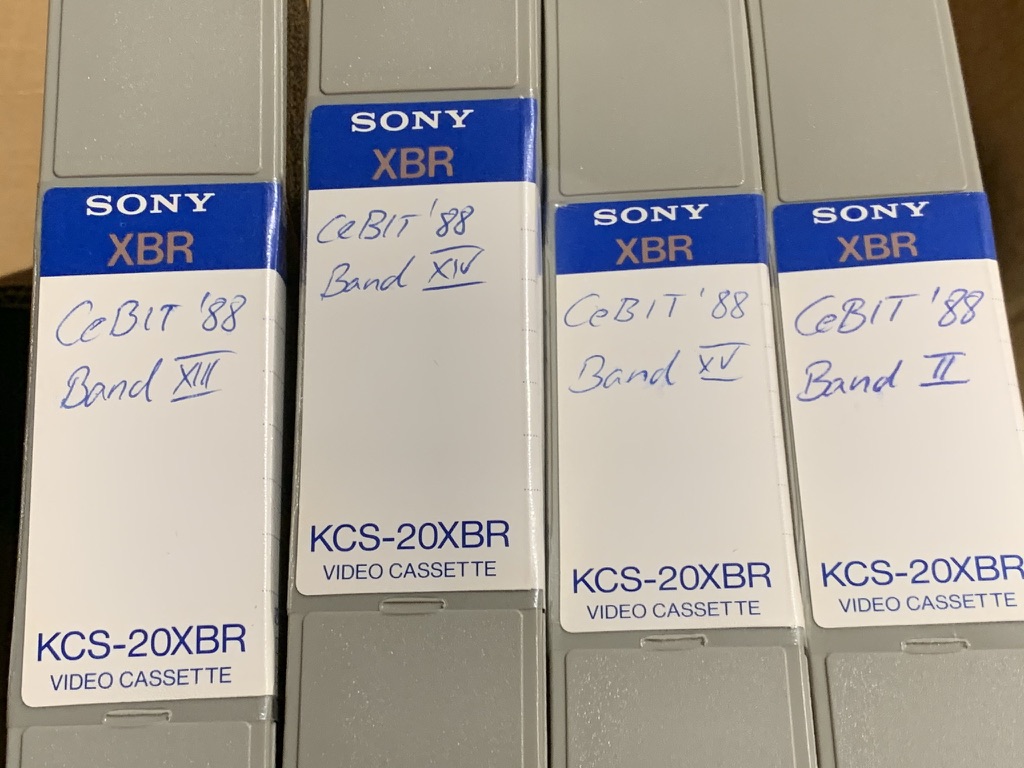 SONY
XBR
CeBIT '88
Band XIII
KCS-20XBR
VIDEO CASSETTE
SONY
XBR
CeBIT '88
Band XIV
KCS-20XBR
VIDEO CASSETTE
SONY
XBR
CeBIT '88
Band XV
KCS-20XBR
VIDEO CASSETTE
SONY
XBR
CeBIT '88
Band II
KCS-20XBR
VIDEO CASSETTE